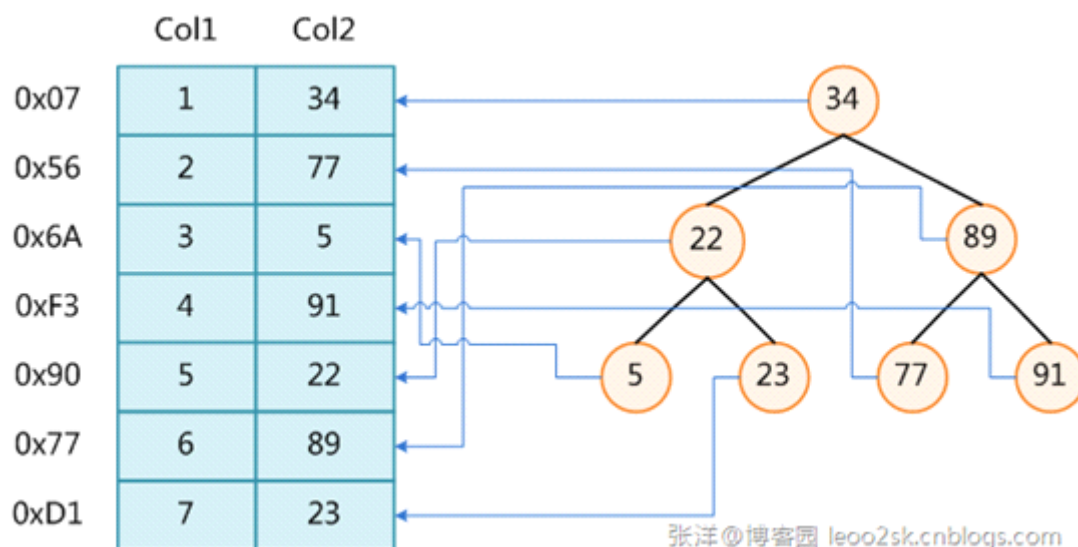 Col1 Col2
0x07 1 34 34
0x56 2 77
0x6A 3 5 22 89
0xF3 4 91
0x90 5 22 5 23 77 91
0x77 6 89
0xD1 7 23
张洋@博客园 leoo2sk.cnblogs.com